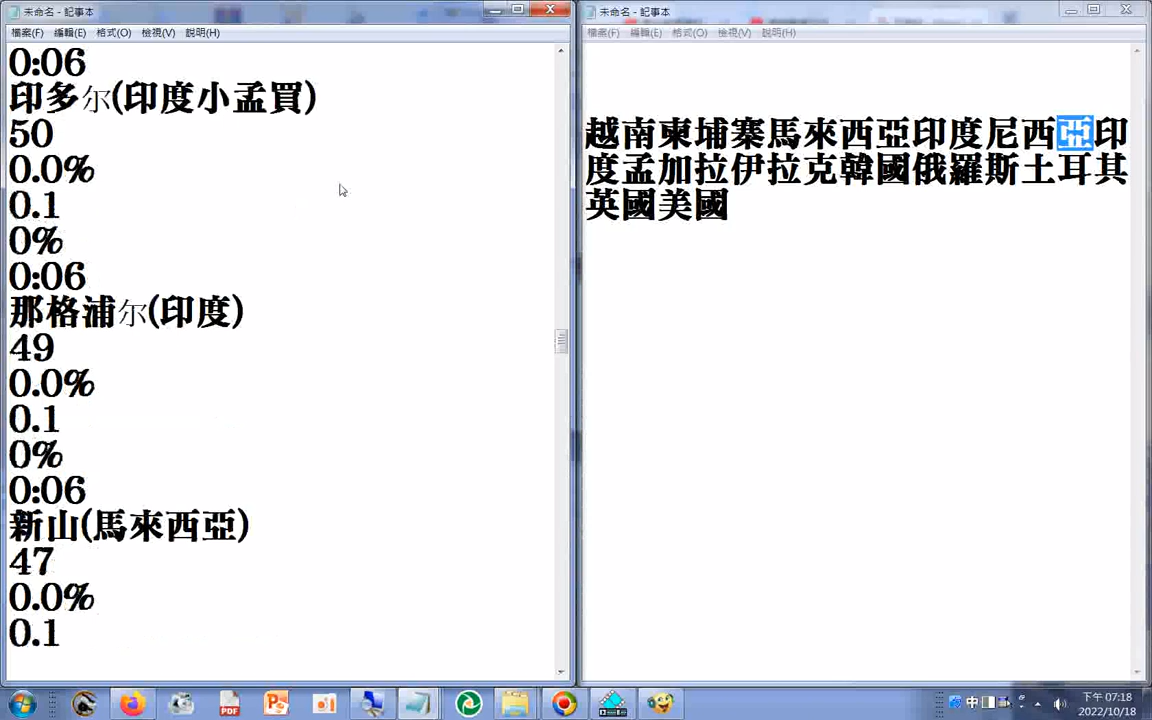 未命名 - 記事本
檔案(F) 編輯(E) 格式(O) 檢視(V) 說明(H)
0:06
印多尔(印度小孟買)
50
0.0%
0.1
0%
0:06
那格浦尔(印度)
49
0.0%
0.1
0%
0:06
新山(馬來西亞)
47
0.0%
0.1
未命名 - 記事本
檔案(F) 編輯(E) 格式(O) 檢視(V) 說明(H)
越南柬埔寨馬來西亞印度尼西亞印
度孟加拉伊拉克韓國俄羅斯土耳其
英國美國
PDF
中
下午 07:18
2022/10/18